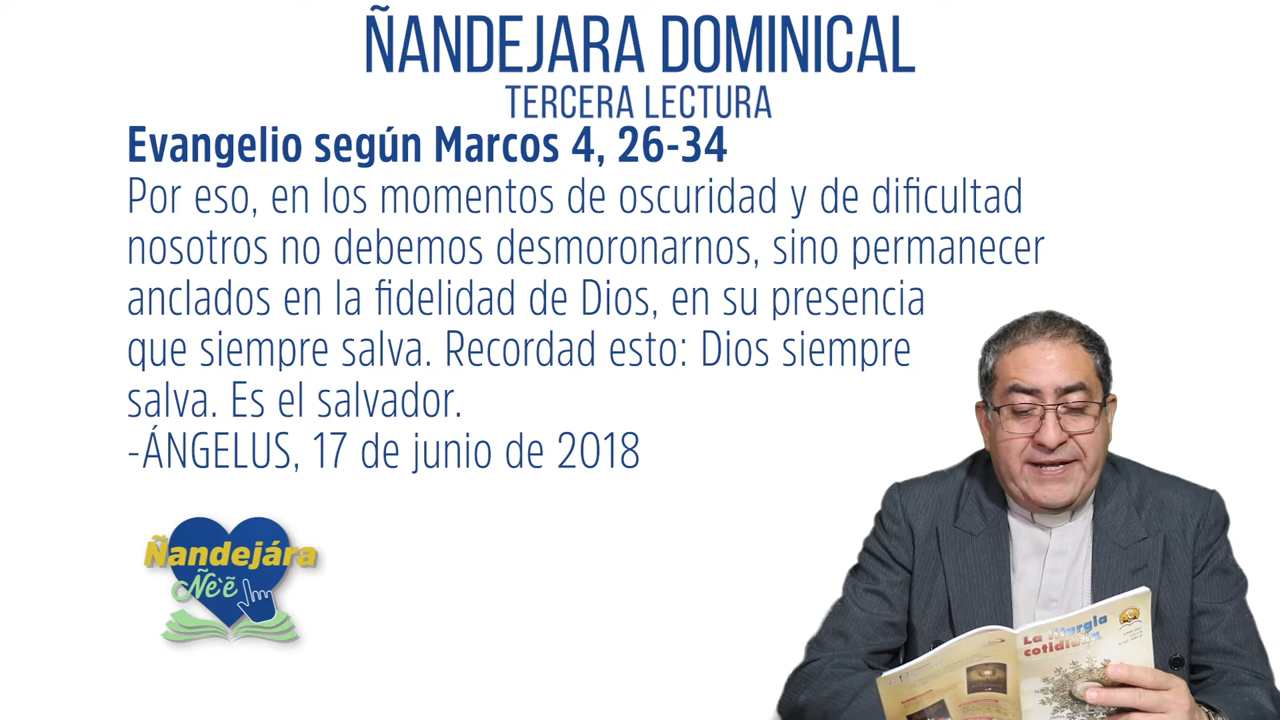 ÑANDEJARA DOMINICAL
TERCERA LECTURA
Evangelio según Marcos 4, 26-34
Por eso, en los momentos de oscuridad y de dificultad
nosotros no debemos desmoronarnos, sino permanecer
anclados en la fidelidad de Dios, en su presencia
que siempre salva. Recordad esto: Dios siempre
salva. Es el salvador.
-ÁNGELUS, 17 de junio de 2018
Ñandejára
Ñe'ẽ
La liturgia
cotidiana